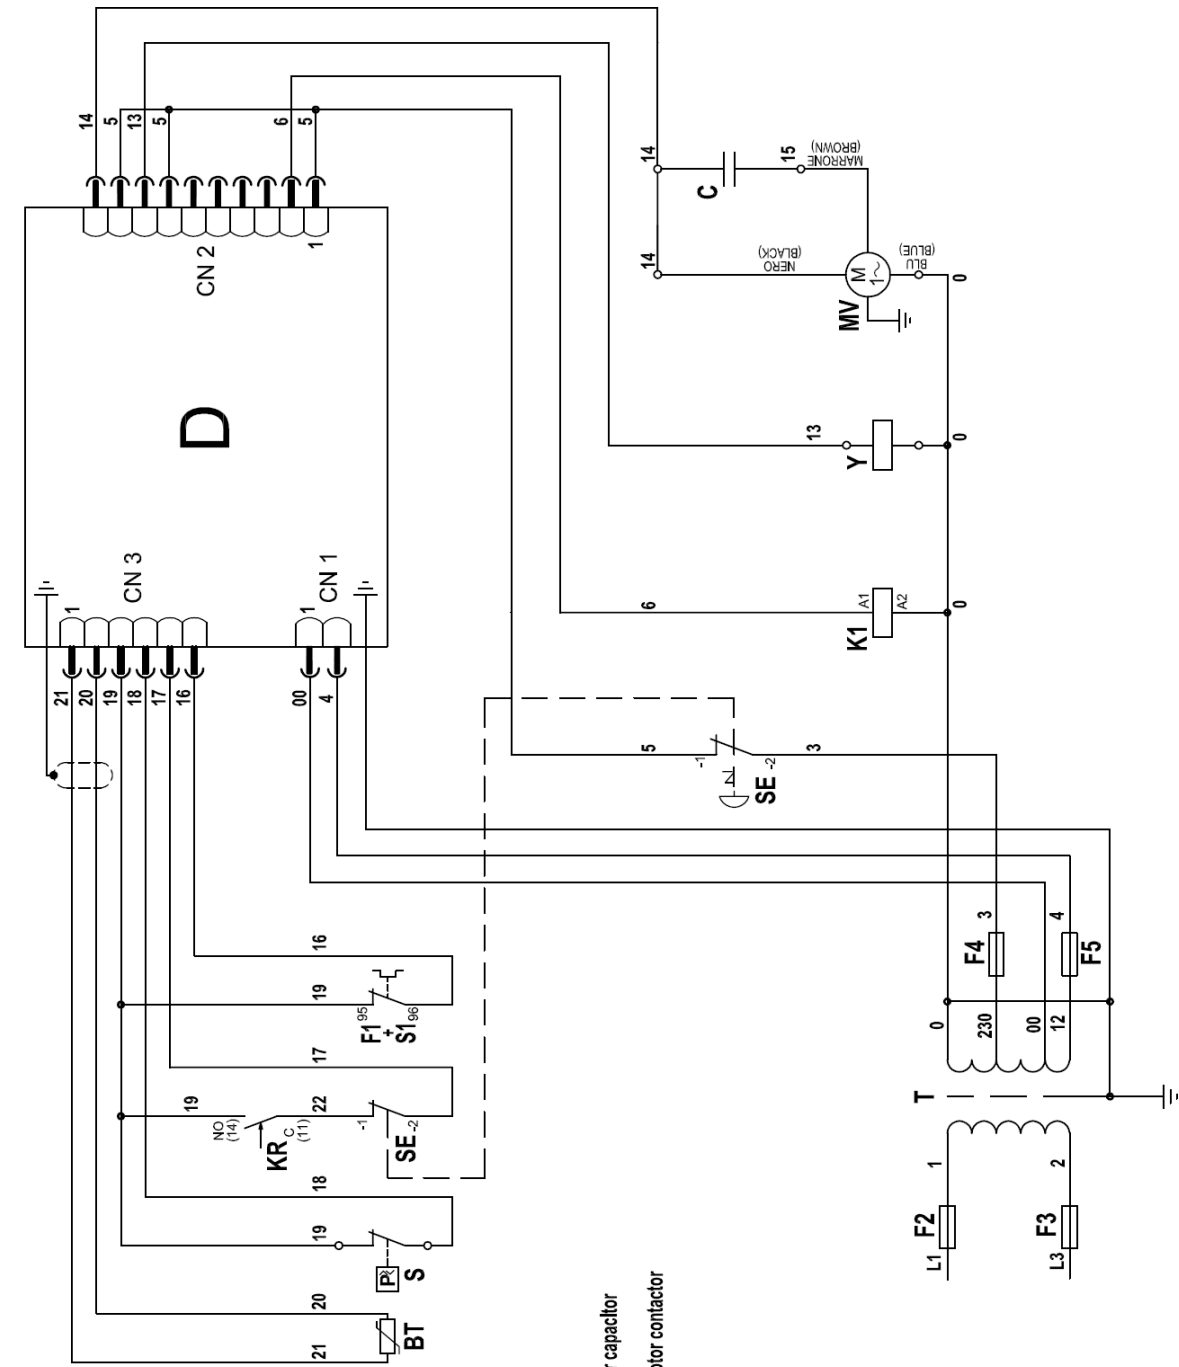 14
5
13
5
6
5
CN 2
1
D
CN 3
1
CN 1
1
21
20
19
18
17
16
00
4
14
C
15
MARRONE
(BROWN)
14
NERO
(BLACK)
M
1~
MV
BLU
(BLUE)
0
13
Y
0
6
A1
K1
A2
0
5
-1
SE
-2
3
3
F4
4
F5
0
230
00
12
T
1
2
F2
F3
L1
L3
16
19
95
F1
+
S1
96
17
19
NO
(14)
KR
C
(11)
22
-1
SE
-2
18
19
P
S
20
21
BT
r capacitor
otor contactor